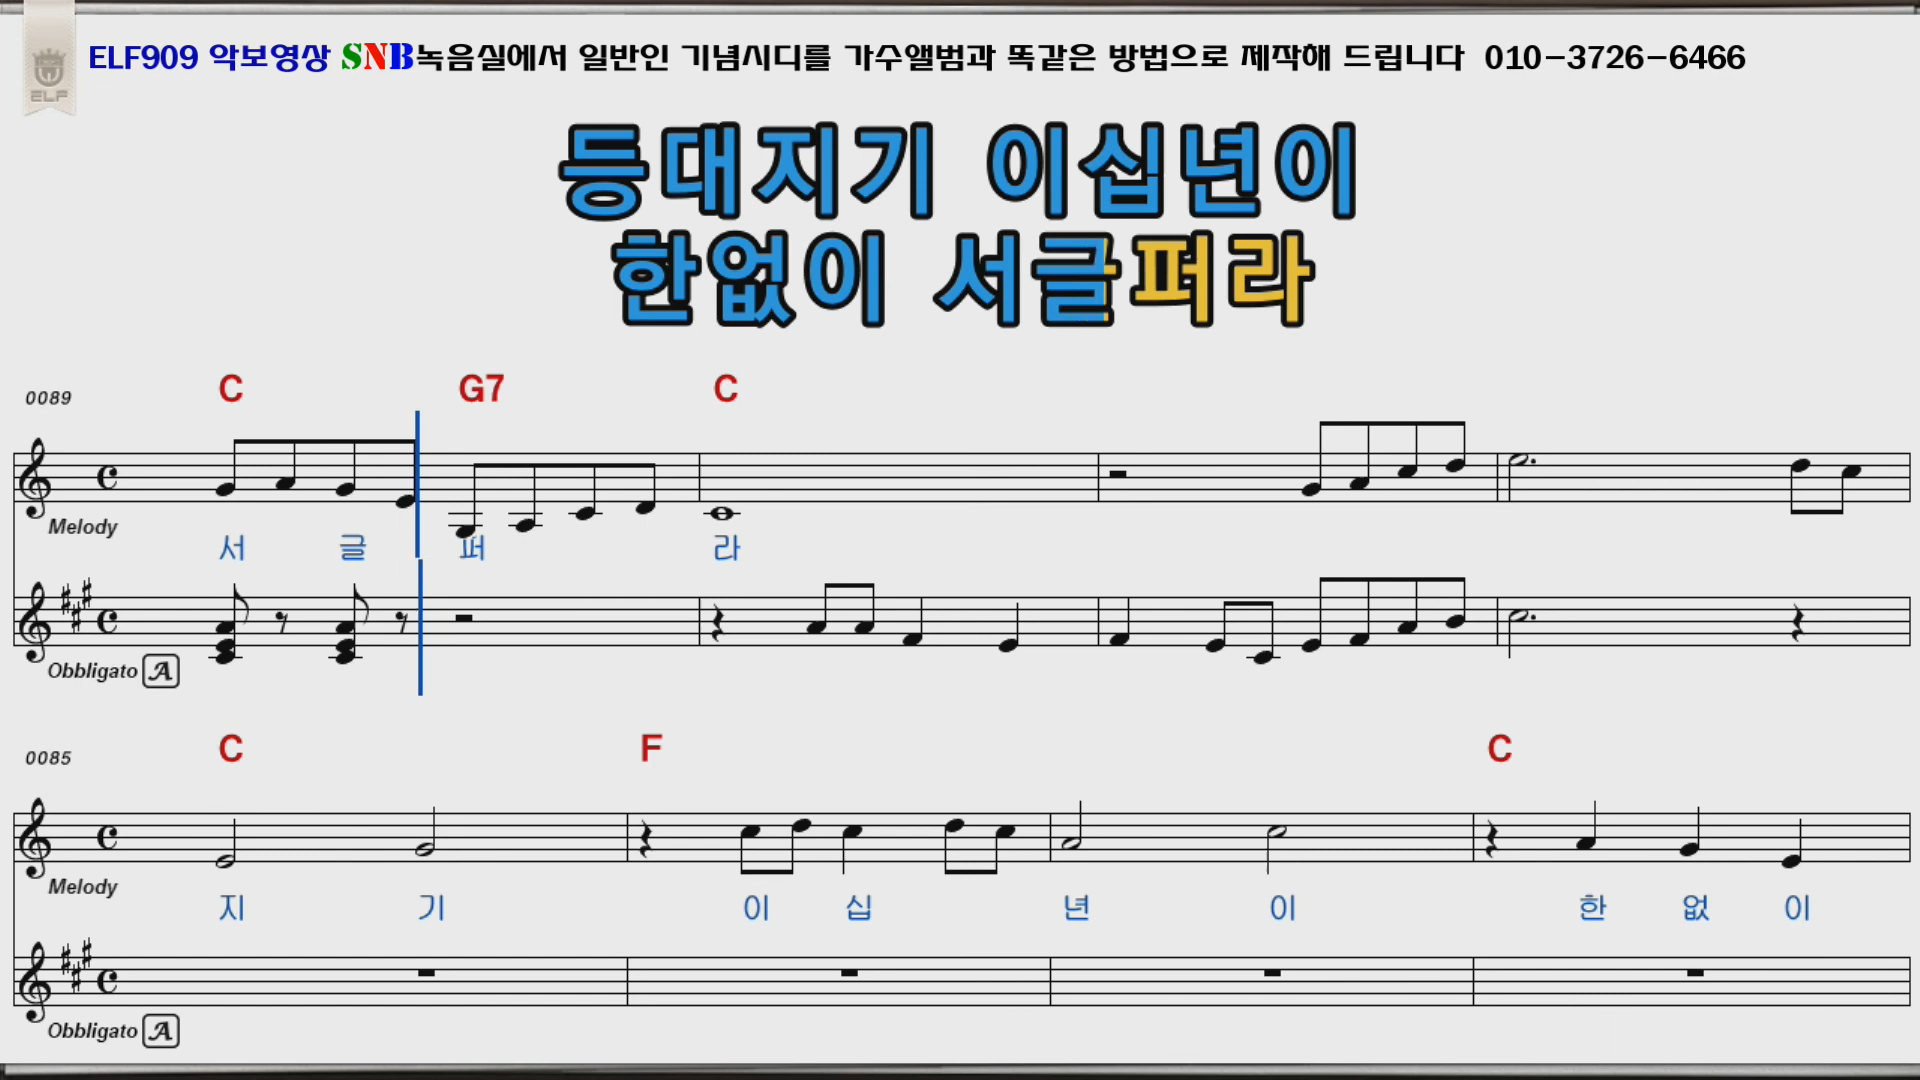 ELF909 악보영상 SNB녹음실에서 일반인 기념시디를 가수앨범과 똑같은 방법으로 제작해 드립니다 010-3726-6466
ELF
등대지기 이십년이
한없이 서글퍼라
0089
C G7 C
Melody
서 글 퍼 라
Obbligato A
0085
C F C
Melody
지 기 이 십 년 이 한 없 이
Obbligato A